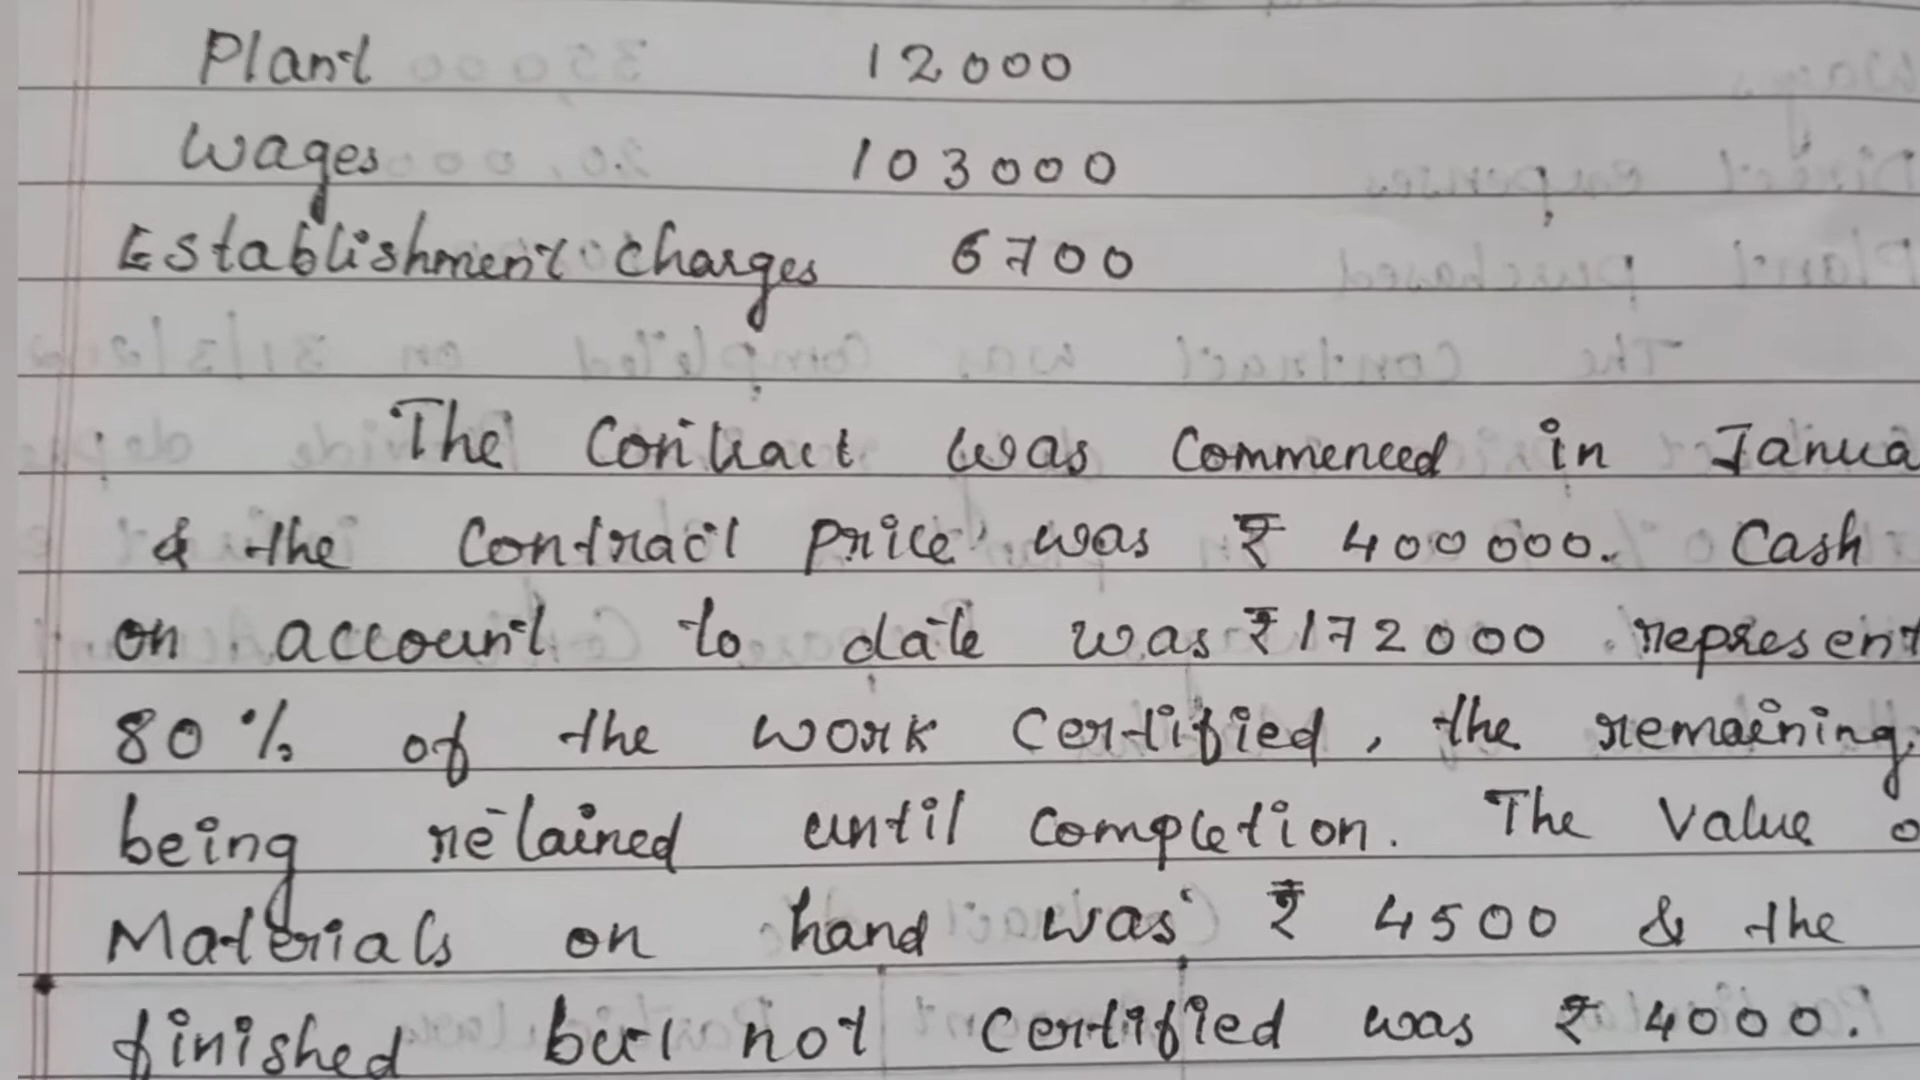 Plant 12000
Wages 103000
Establishment charges 6700
The Contract was Commenced in Janua
& the Contract price was ₹ 400000. Cash
on account to date was ₹172000 represent
80% of the work Certified, the remaining
being retained until Completion. The Value o
Materials on hand was ₹ 4500 & the
finished but not Certified was ₹ 4000.